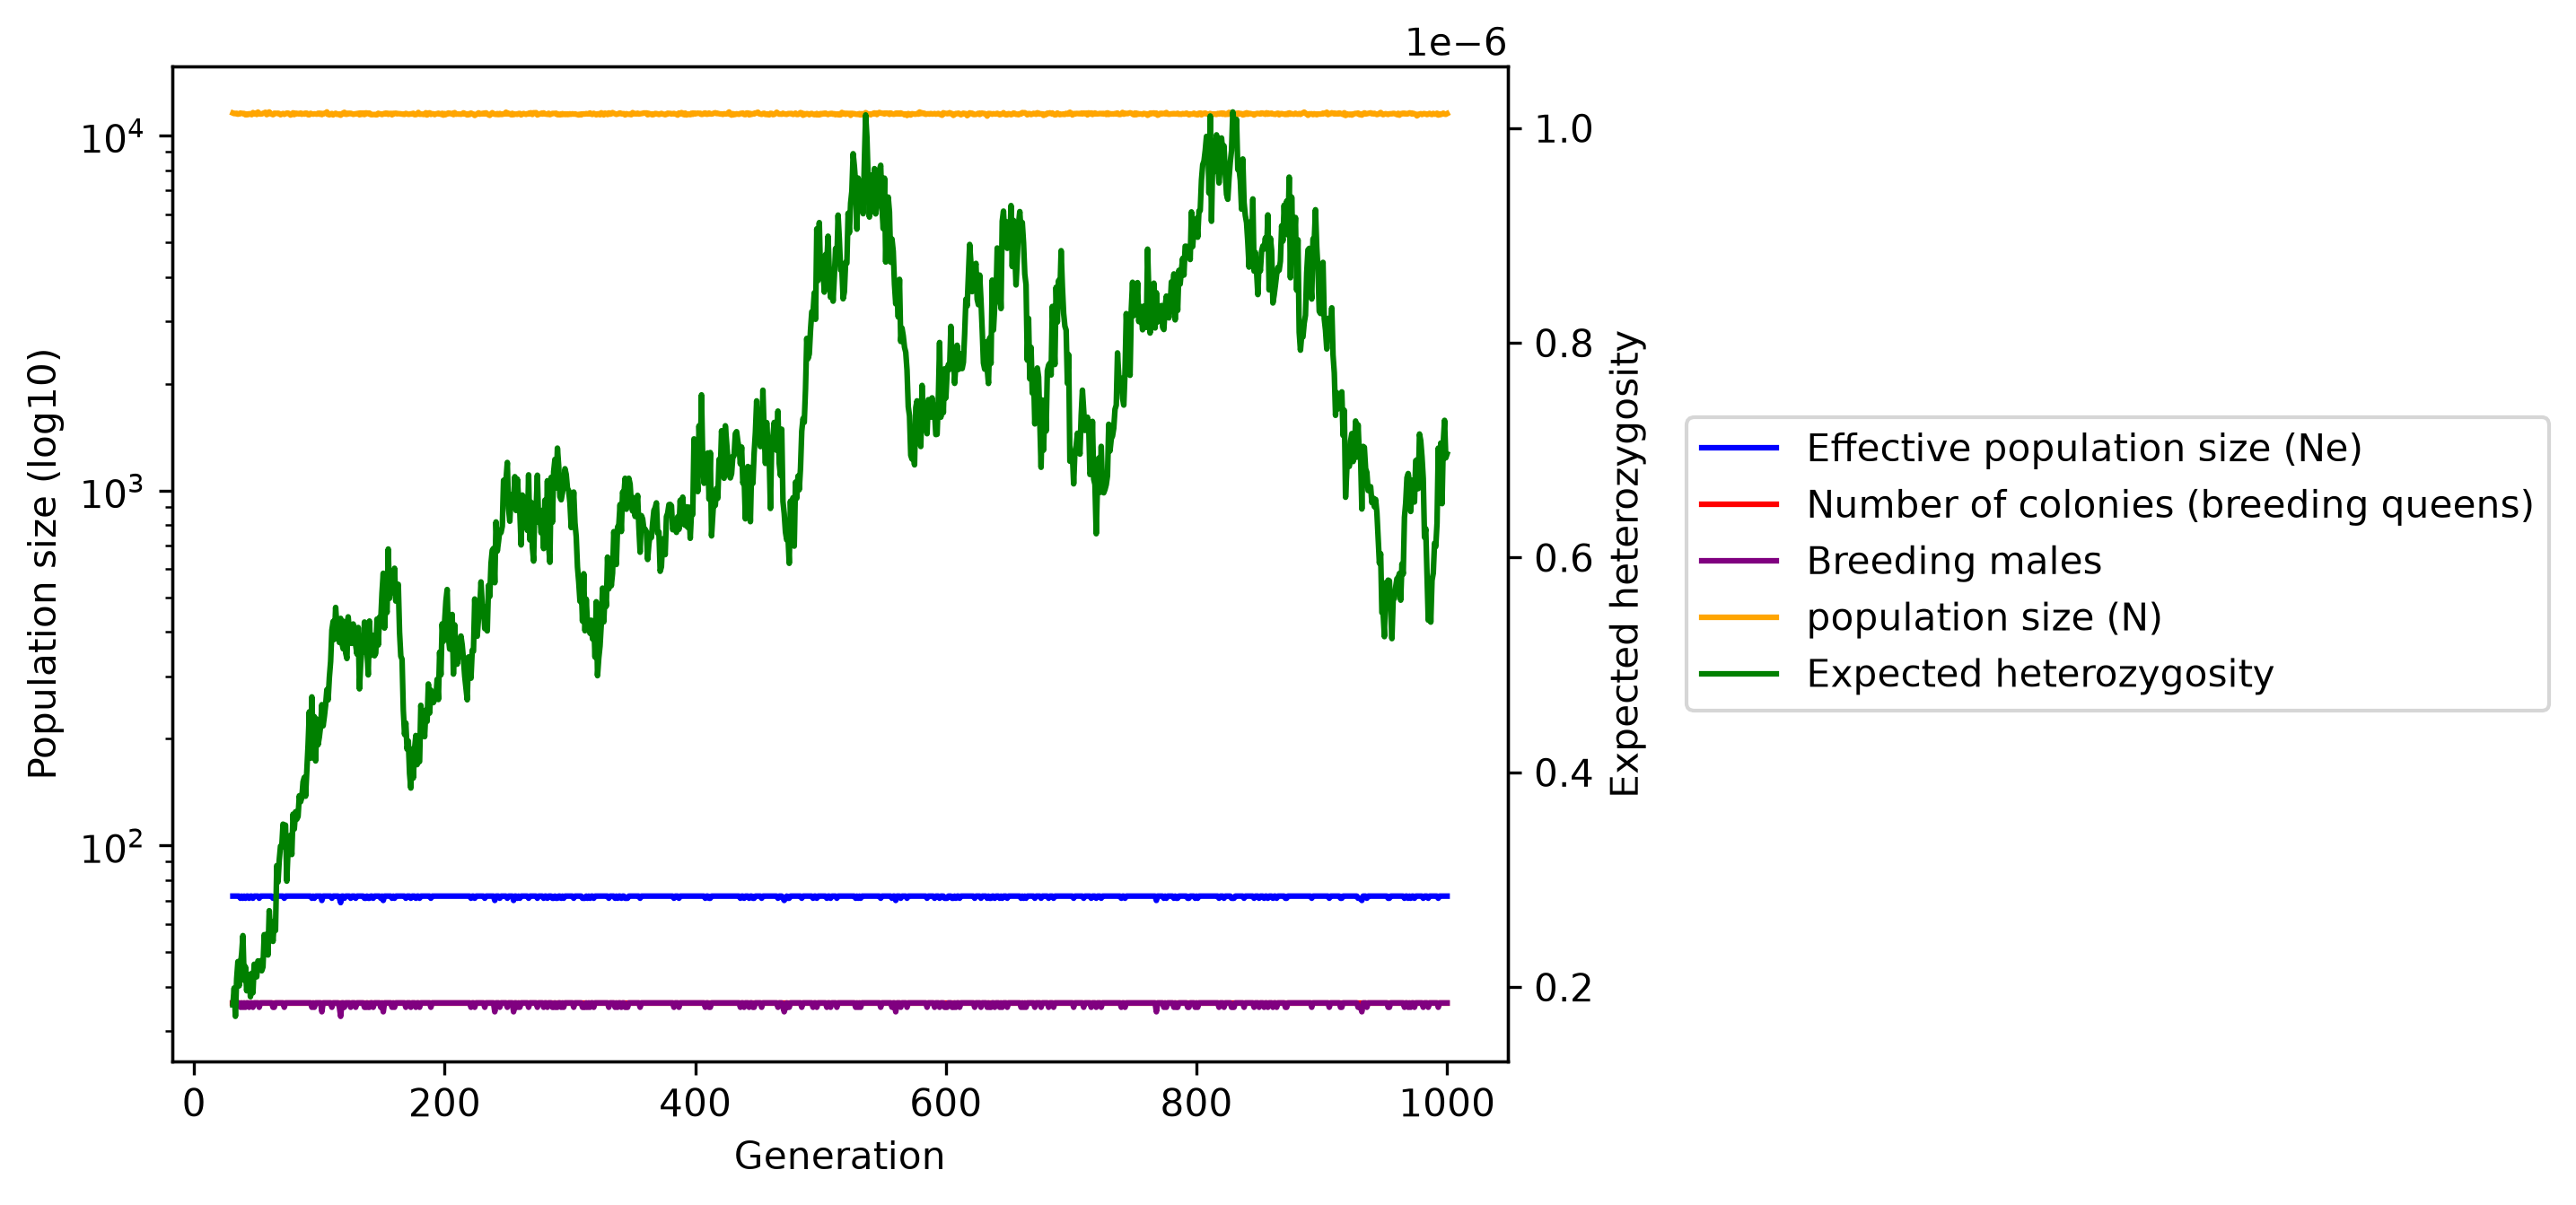 1e−6
10⁴
10³
10²
Population size (log10)
1.0
0.8
0.6
0.4
0.2
Expected heterozygosity
0 200 400 600 800 1000
Generation
Effective population size (Ne)
Number of colonies (breeding queens)
Breeding males
population size (N)
Expected heterozygosity